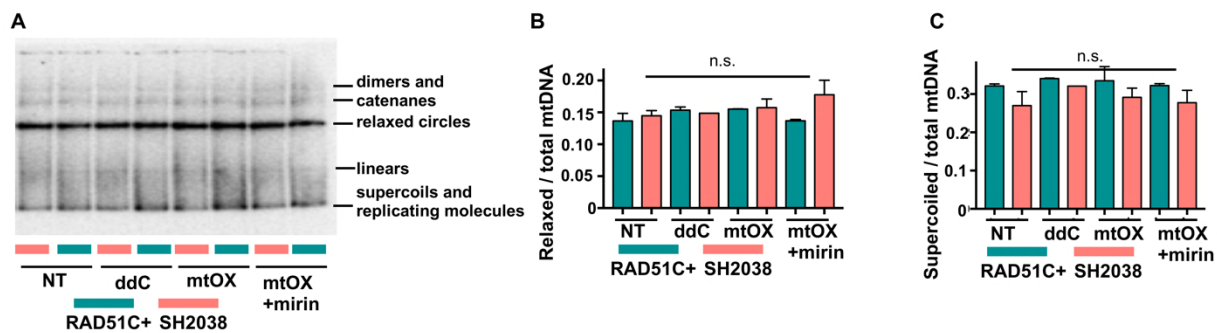 A
dimers and
catenanes
relaxed circles
linears
supercoils and
replicating molecules
NT
ddC
mtOX
mtOX
+mirin
RAD51C+ SH2038
B
n.s.
Relaxed / total mtDNA
0.20
0.15
0.10
0.05
0
NT
ddC
mtOX
mtOX
+mirin
RAD51C+
SH2038
C
n.s.
Supercoiled / total mtDNA
0.3
0.3
0.1
0
NT
ddC
mtOX
mtOX
+mirin
RAD51C+
SH2038